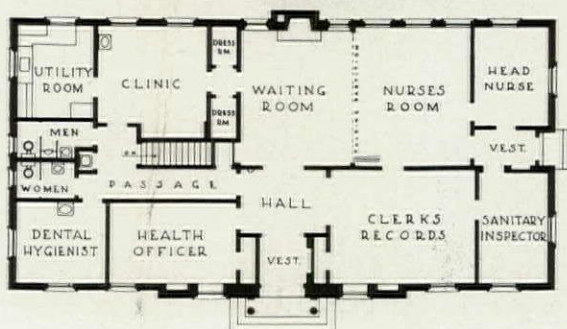 UTILITY
ROOM
CLINIC
DRESS
RM
DRESS
RM
WAITING
ROOM
NURSES
ROOM
HEAD
NURSE
MEN
WOMEN
VEST.
PASSAGE
HALL
DENTAL
HYGIENIST
HEALTH
OFFICER
VEST.
CLERKS
RECORDS
SANITARY
INSPECTOR